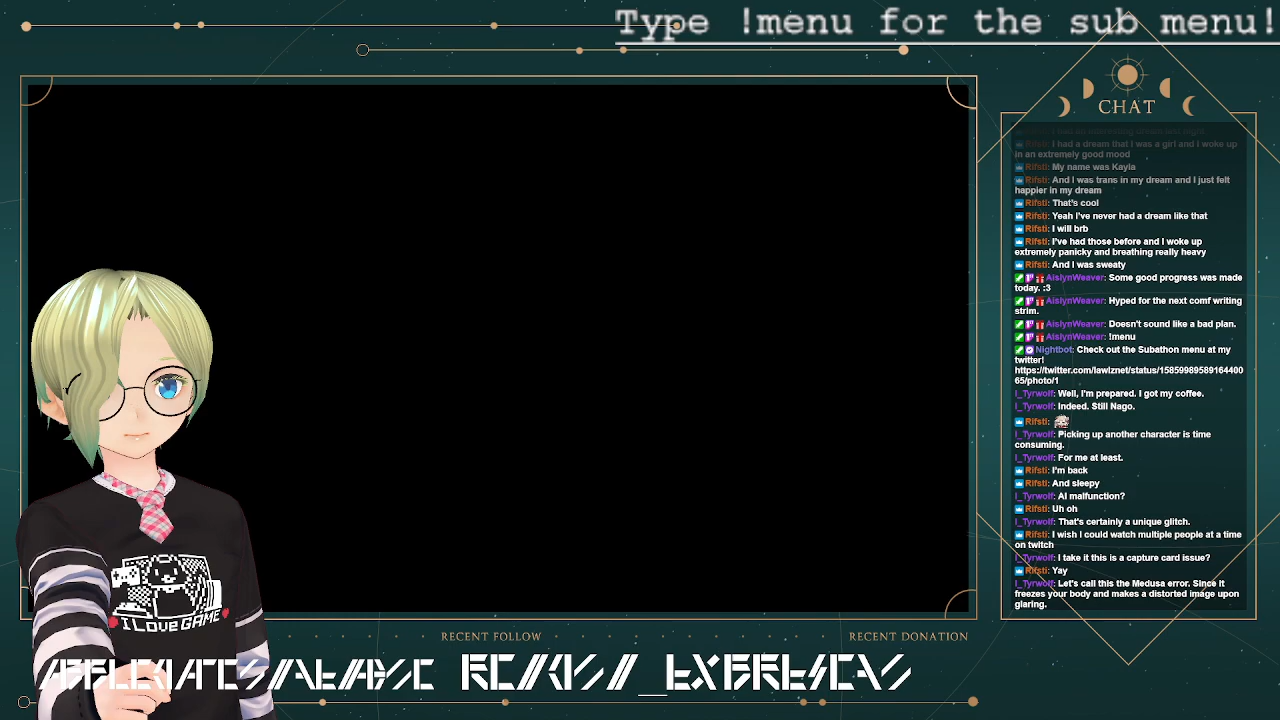 Type !menu for the sub menu!
CHAT
Rifsti: I had a dream that I was a girl and I woke up
in an extremely good mood
Rifsti: My name was Kayla
Rifsti: And I was trans in my dream and I just felt
happier in my dream
Rifsti: That's cool
Rifsti: Yeah I've never had a dream like that
Rifsti: I will brb
Rifsti: I've had those before and I woke up
extremely panicky and breathing really heavy
Rifsti: And I was sweaty
AislynWeaver: Some good progress was made
today. :3
AislynWeaver: Hyped for the next comf writing
strim.
AislynWeaver: Doesn't sound like a bad plan.
AislynWeaver: !menu
Nightbot: Check out the Subathon menu at my
twitter!
https://twitter.com/lawlznet/status/15859989589164400
65/photo/1
I_Tyrwolf: Well, I'm prepared. I got my coffee.
I_Tyrwolf: Indeed. Still Nago.
Rifsti:
I_Tyrwolf: Picking up another character is time
consuming.
I_Tyrwolf: For me at least.
Rifsti: I'm back
Rifsti: And sleepy
I_Tyrwolf: AI malfunction?
Rifsti: Uh oh
I_Tyrwolf: That's certainly a unique glitch.
Rifsti: I wish I could watch multiple people at a time
on twitch
I_Tyrwolf: I take it this is a capture card issue?
Rifsti: Yay
I_Tyrwolf: Let's call this the Medusa error. Since it
freezes your body and makes a distorted image upon
glaring.
I LOVE GAME
RECENT FOLLOW
RECENT DONATION